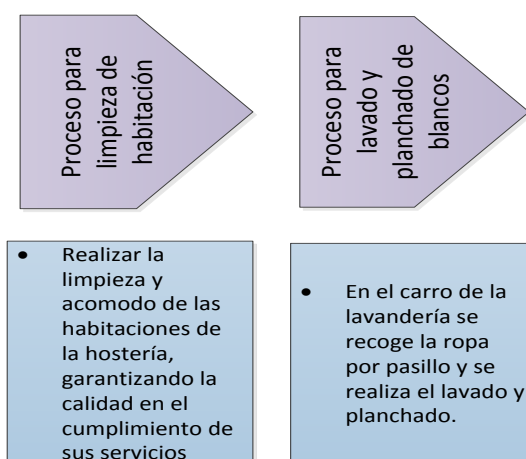 Proceso para
limpieza de
habitación
Proceso para
lavado y
planchado de
blancos
• Realizar la
limpieza y
acomodo de las
habitaciones de
la hostería,
garantizando la
calidad en el
cumplimiento de
sus servicios
• En el carro de la
lavandería se
recoge la ropa
por pasillo y se
realiza el lavado y
planchado.